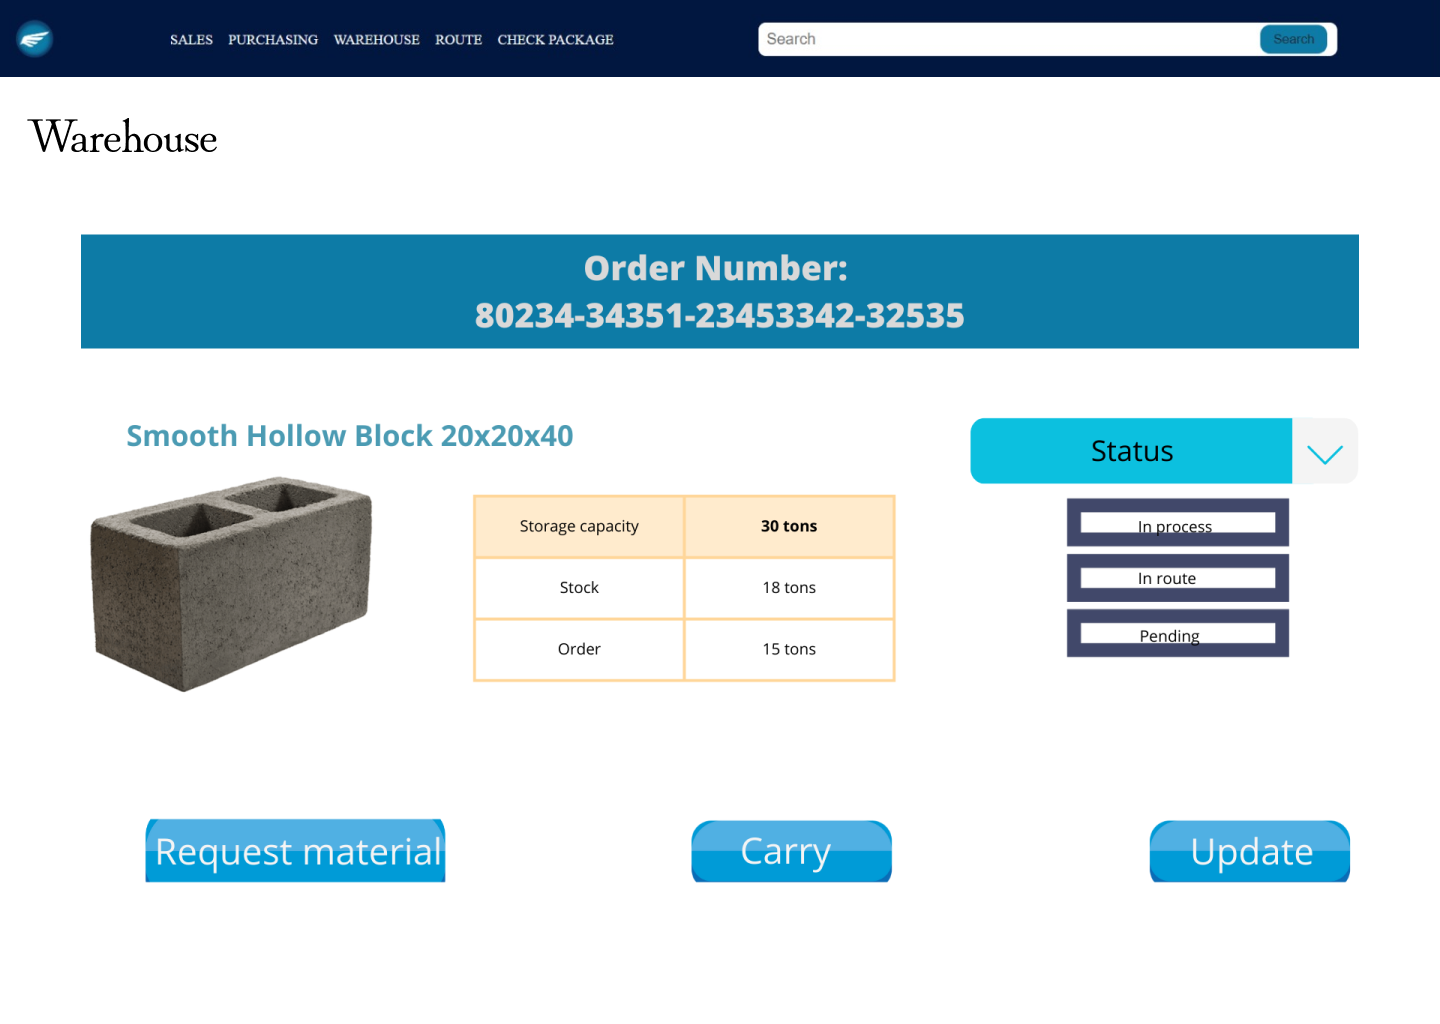 SALES PURCHASING WAREHOUSE ROUTE CHECK PACKAGE
Search Search
Warehouse
Order Number:
80234-34351-23453342-32535
Smooth Hollow Block 20x20x40
Status
Storage capacity 30 tons
Stock 18 tons
Order 15 tons
In process
In route
Pending
Request material Carry Update